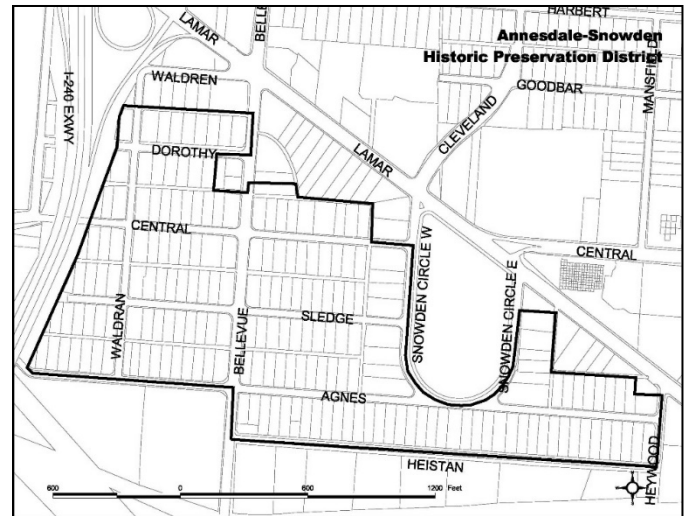 HARBERT
Annesdale-Snowden
Historic Preservation District
LAMAR
BELLE
WALDREN
GOODBAR
MANSFIELD
I-240 EXWY
CLEVELAND
DOROTHY
LAMAR
CENTRAL
CENTRAL
SNOWDEN CIRCLE W
SNOWDEN CIRCLE E
WALDRAN
BELLEVUE
SLEDGE
AGNES
HEISTAN
HEYWOOD
600 0 600 1200 Feet